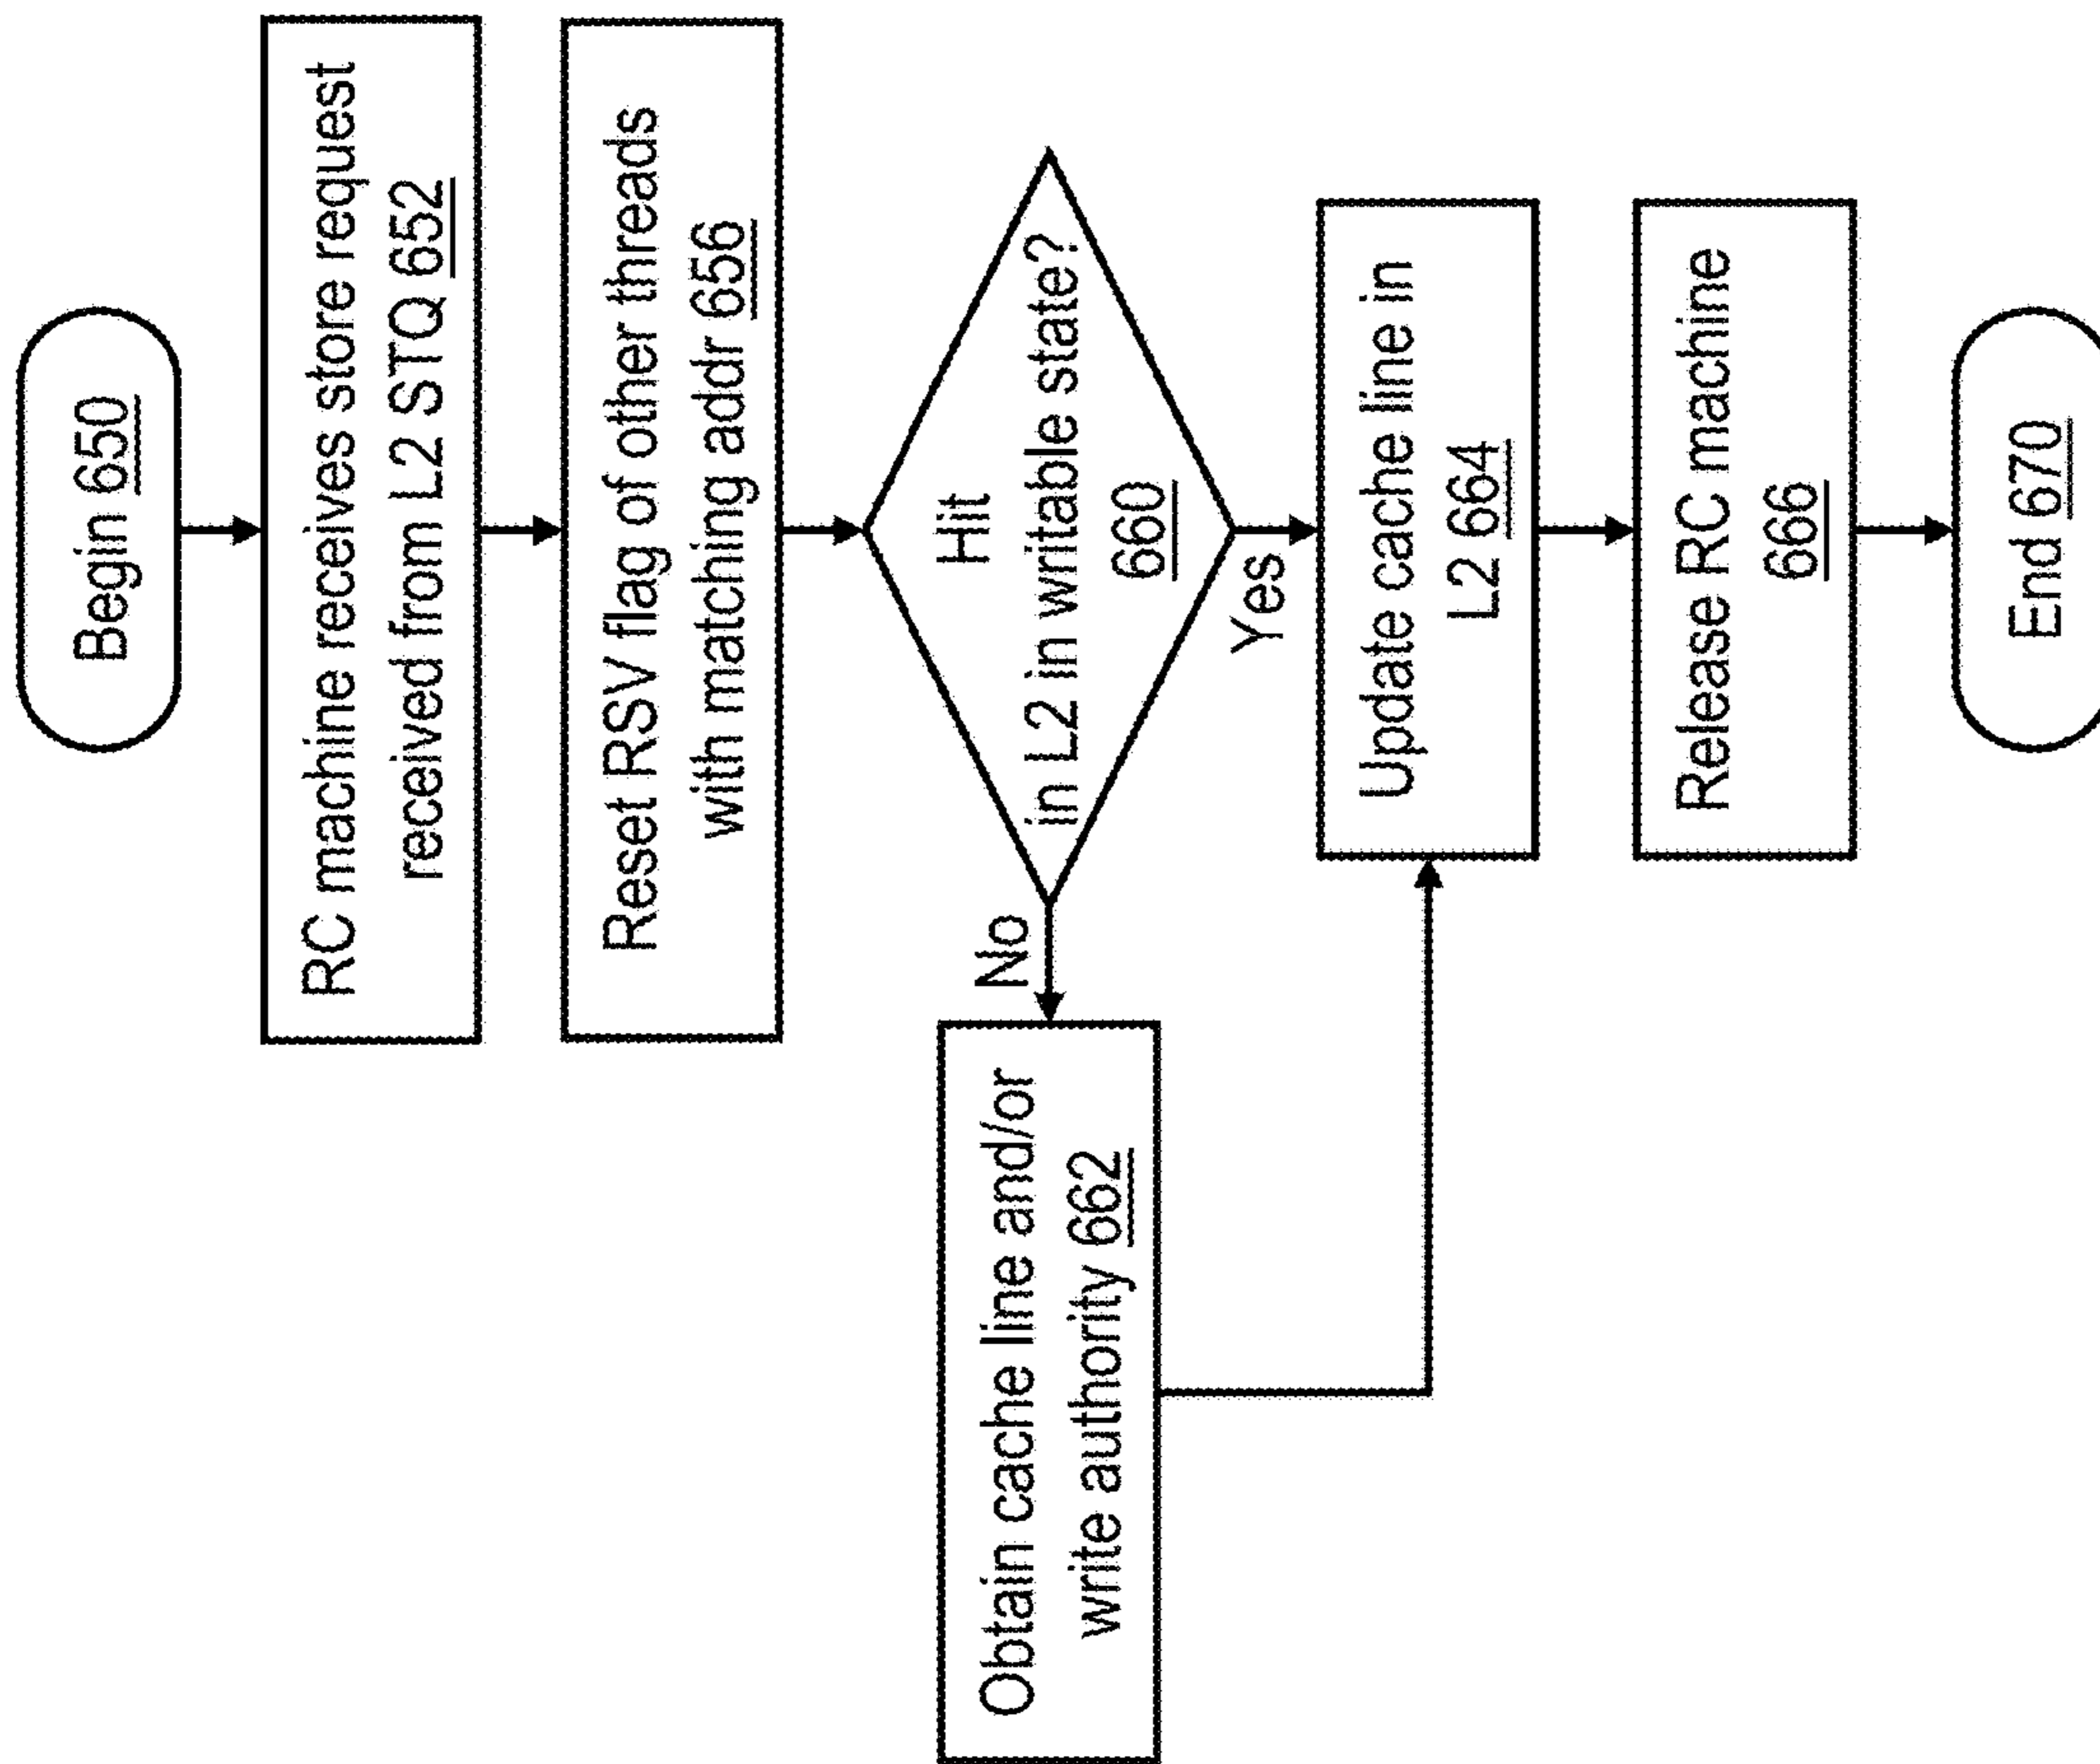 Begin 650
RC machine receives store request
received from L2 STQ 652
Reset RSV flag of other threads
with matching addr 656
Hit
in L2 in writable state?
660
No
Yes
Obtain cache line and/or
write authority 662
Update cache line in
L2 664
Release RC machine
666
End 670